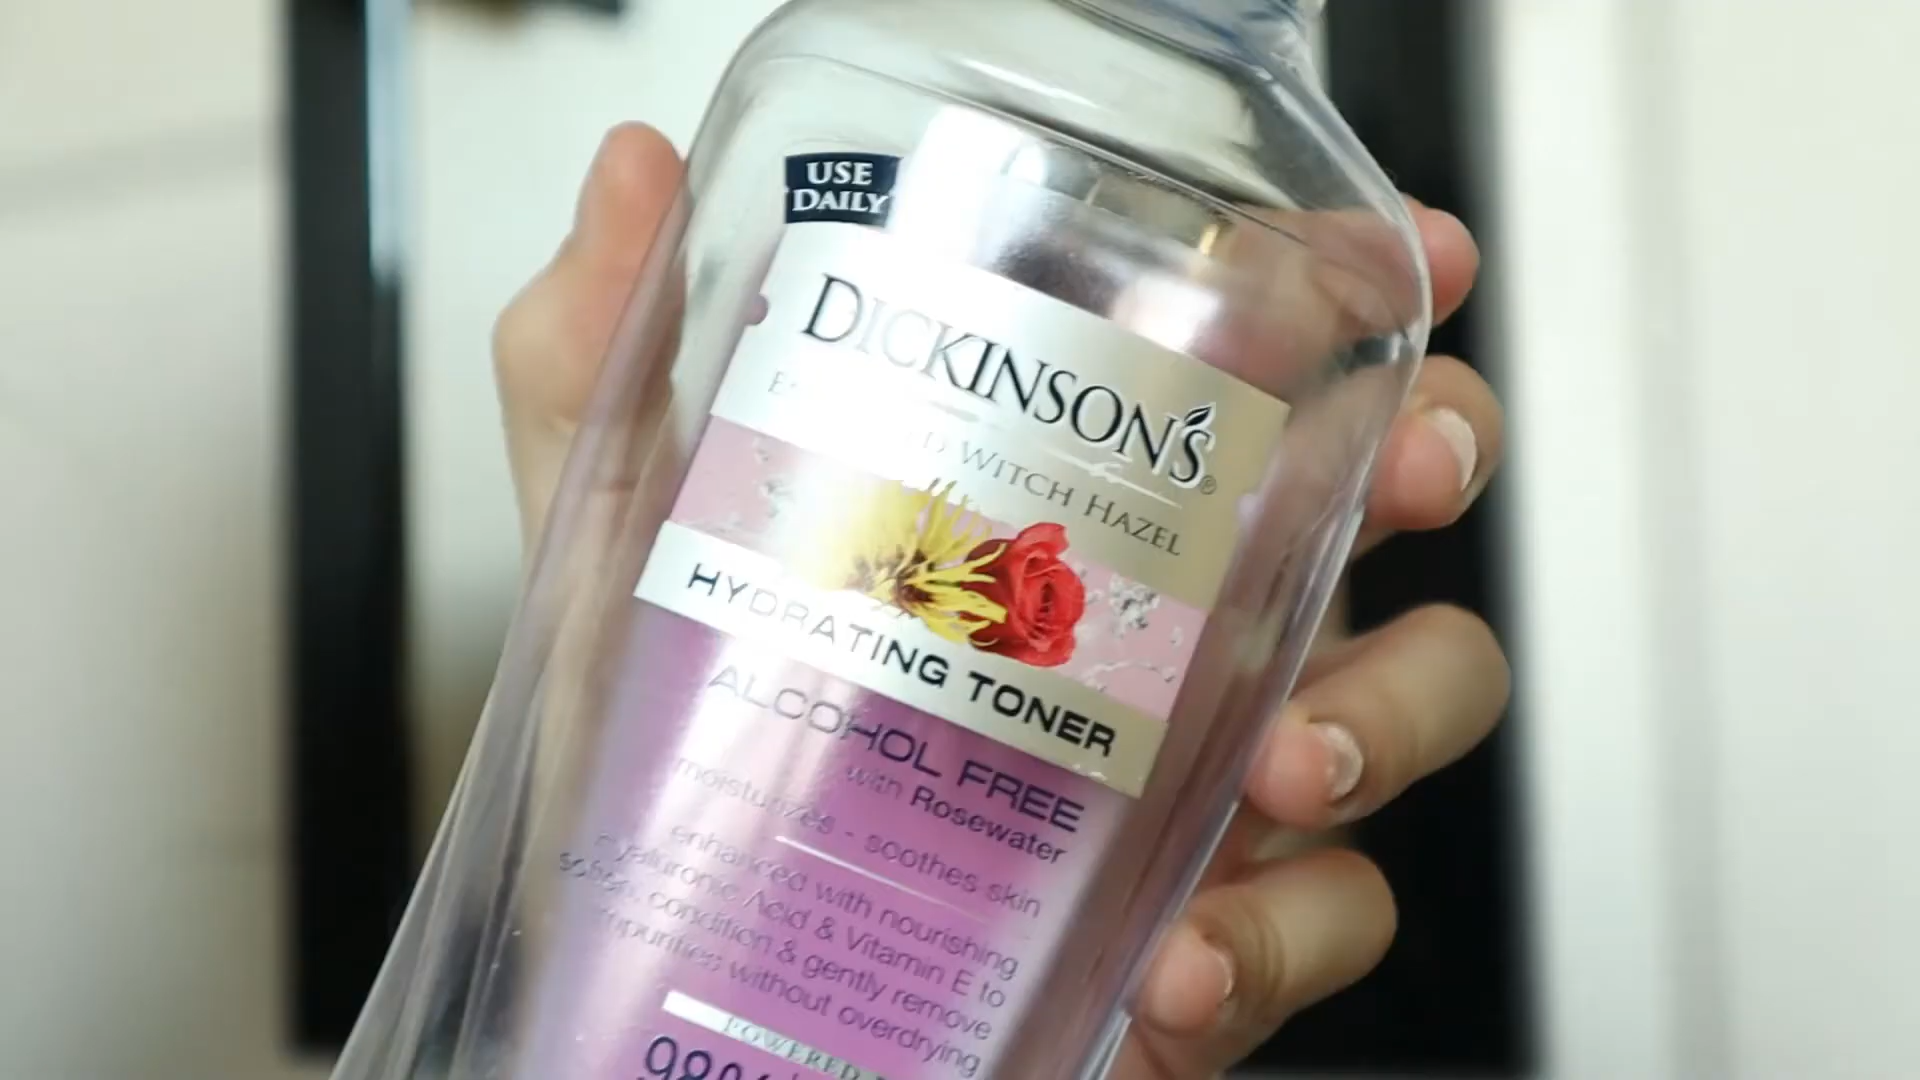 USE
DAILY
DICKINSON'S®
WITCH HAZEL
HYDRATING TONER
ALCOHOL FREE
with Rosewater
moisturizes - soothes skin
enhanced with nourishing
Hyaluronic Acid & Vitamin E to
soften, condition & gently remove
impurities without overdrying
POWERED
98%